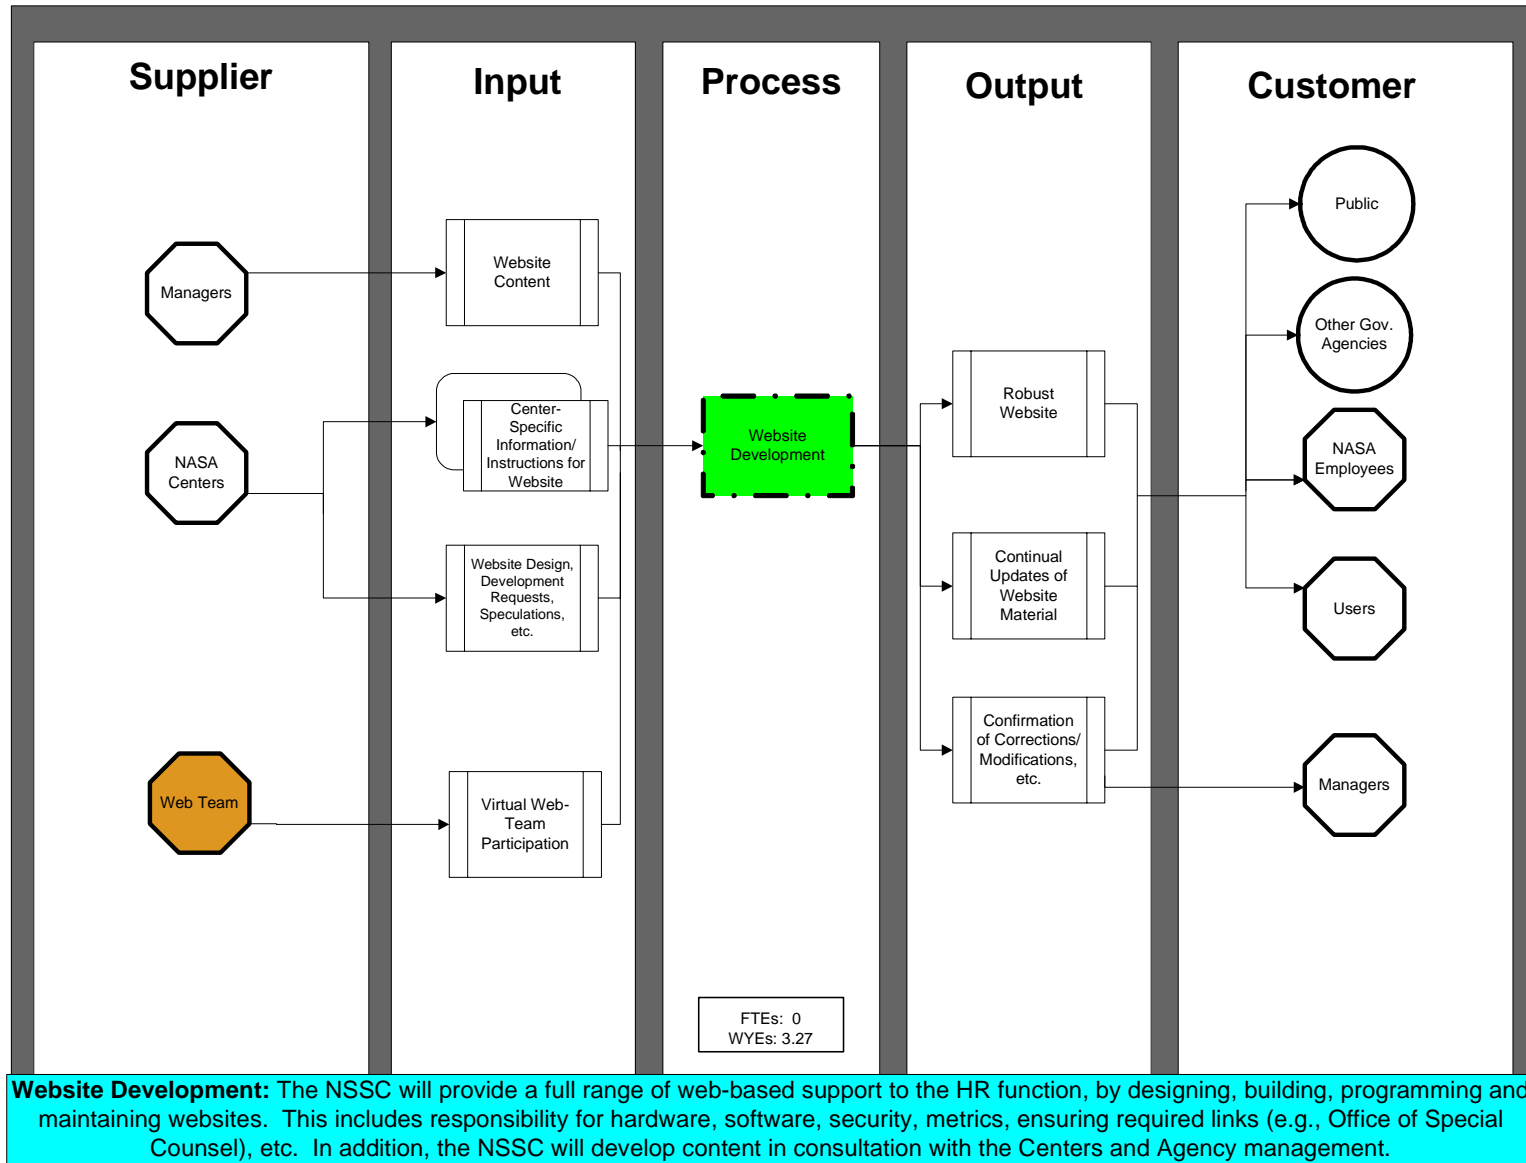 Supplier
Input
Process
Output
Customer
Managers
NASA
Centers
Web Team
Website
Content
Center-
Specific
Information/
Instructions for
Website
Website Design,
Development
Requests,
Speculations,
etc.
Virtual Web-
Team
Participation
Website
Development
FTEs: 0
WYEs: 3.27
Robust
Website
Continual
Updates of
Website
Material
Confirmation
of Corrections/
Modifications,
etc.
Public
Other Gov.
Agencies
NASA
Employees
Users
Managers
Website Development: The NSSC will provide a full range of web-based support to the HR function, by designing, building, programming and
maintaining websites. This includes responsibility for hardware, software, security, metrics, ensuring required links (e.g., Office of Special
Counsel), etc. In addition, the NSSC will develop content in consultation with the Centers and Agency management.